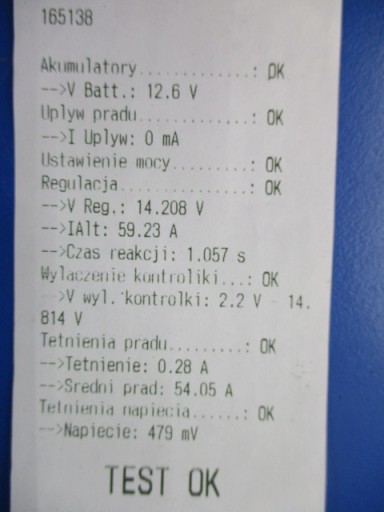 165138
Akumulatory............: OK
-->V Batt.: 12.6 V
Uplyw pradu............: OK
-->I Uplyw: 0 mA
Ustawienie mocy........: OK
Regulacja..............: OK
-->V Reg.: 14.208 V
-->IAlt: 59.23 A
-->Czas reakcji: 1.057 s
Wylaczenie kontroliki...: OK
-->V wyl. kontrolki: 2.2 V - 14.
814 V
Tetnienia pradu.........: OK
-->Tetnienie: 0.28 A
-->Sredni prad: 54.05 A
Tetnienia napiecia......: OK
-->Napiecie: 479 mV
TEST OK